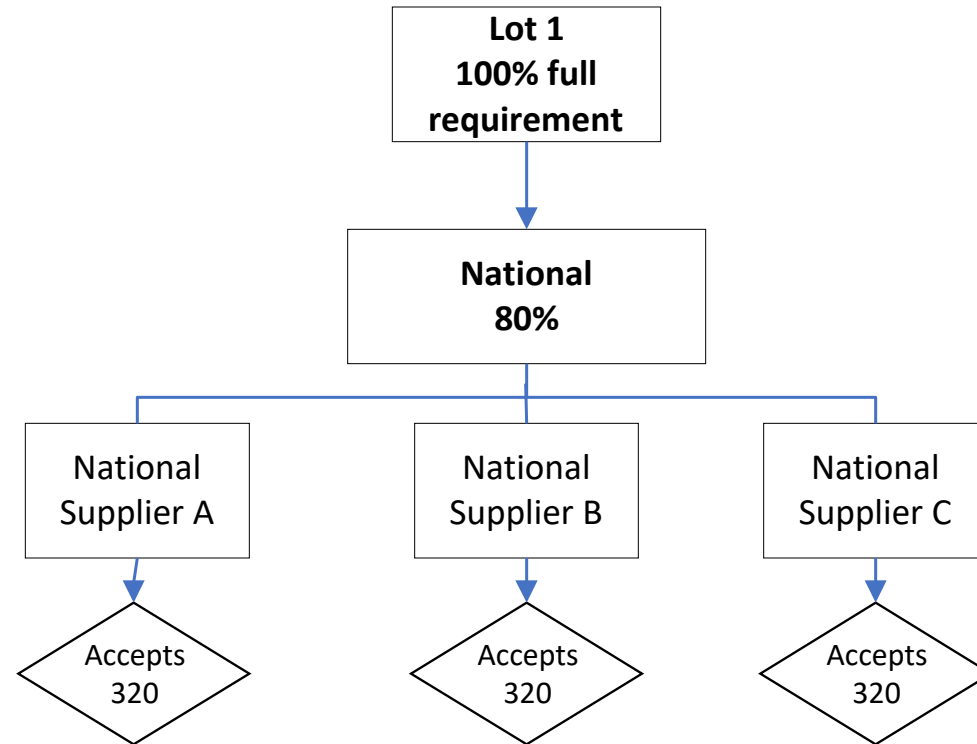 Lot 1
100% full
requirement
National
80%
National
Supplier A
National
Supplier B
National
Supplier C
Accepts
320
Accepts
320
Accepts
320